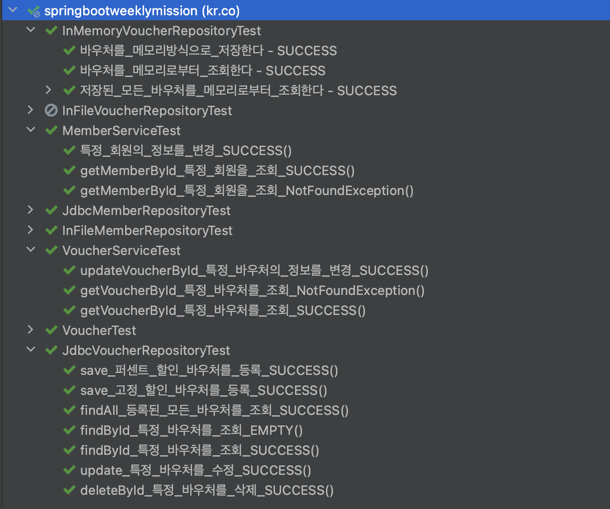 springbootweeklymission (kr.co)
InMemoryVoucherRepositoryTest
바우처를_메모리방식으로_저장한다 - SUCCESS
바우처를_메모리로부터_조회한다 - SUCCESS
저장된_모든_바우처를_메모리로부터_조회한다 - SUCCESS
InFileVoucherRepositoryTest
MemberServiceTest
특정_회원의_정보를_변경_SUCCESS()
getMemberById_특정_회원을_조회_SUCCESS()
getMemberById_특정_회원을_조회_NotFoundException()
JdbcMemberRepositoryTest
InFileMemberRepositoryTest
VoucherServiceTest
updateVoucherById_특정_바우처의_정보를_변경_SUCCESS()
getVoucherById_특정_바우처를_조회_NotFoundException()
getVoucherById_특정_바우처를_조회_SUCCESS()
VoucherTest
JdbcVoucherRepositoryTest
save_퍼센트_할인_바우처를_등록_SUCCESS()
save_고정_할인_바우처를_등록_SUCCESS()
findAll_등록된_모든_바우처를_조회_SUCCESS()
findById_특정_바우처를_조회_EMPTY()
findById_특정_바우처를_조회_SUCCESS()
update_특정_바우처를_수정_SUCCESS()
deleteById_특정_바우처를_삭제_SUCCESS()